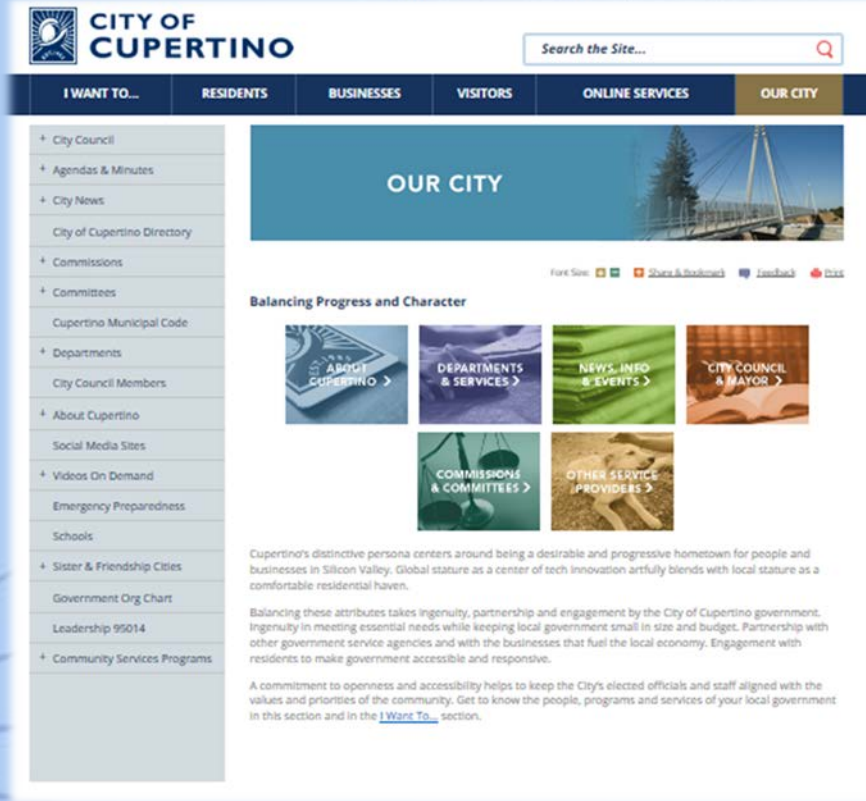 CITY OF
CUPERTINO
Search the Site...
I WANT TO...
RESIDENTS
BUSINESSES
VISITORS
ONLINE SERVICES
OUR CITY
+ City Council
+ Agendas & Minutes
+ City News
City of Cupertino Directory
+ Commissions
+ Committees
Cupertino Municipal Code
+ Departments
City Council Members
+ About Cupertino
Social Media Sites
+ Videos On Demand
Emergency Preparedness
Schools
+ Sister & Friendship Cities
Government Org Chart
Leadership 95014
+ Community Services Programs
OUR CITY
Font Size: + - Share & Bookmark Feedback Print
Balancing Progress and Character
ABOUT
CUPERTINO >
DEPARTMENTS
& SERVICES >
NEWS, INFO
& EVENTS >
CITY COUNCIL
& MAYOR >
COMMISSIONS
& COMMITTEES >
OTHER SERVICE
PROVIDERS >
Cupertino's distinctive persona centers around being a desirable and progressive hometown for people and
businesses in Silicon Valley. Global stature as a center of tech innovation artfully blends with local stature as a
comfortable residential haven.
Balancing these attributes takes ingenuity, partnership and engagement by the City of Cupertino government.
Ingenuity in meeting essential needs while keeping local government small in size and budget. Partnership with
other government service agencies and with the businesses that fuel the local economy. Engagement with
residents to make government accessible and responsive.
A commitment to openness and accessibility helps to keep the City's elected officials and staff aligned with the
values and priorities of the community. Get to know the people, programs and services of your local government
in this section and in the I Want To... section.